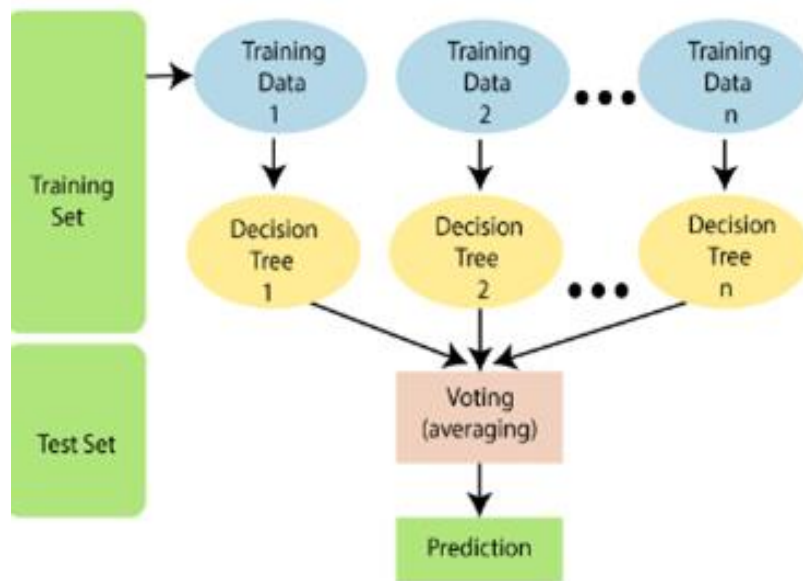 Training
Set
Training
Data
1
Training
Data
2
Training
Data
n
Decision
Tree
1
Decision
Tree
2
Decision
Tree
n
Voting
(averaging)
Test Set
Prediction